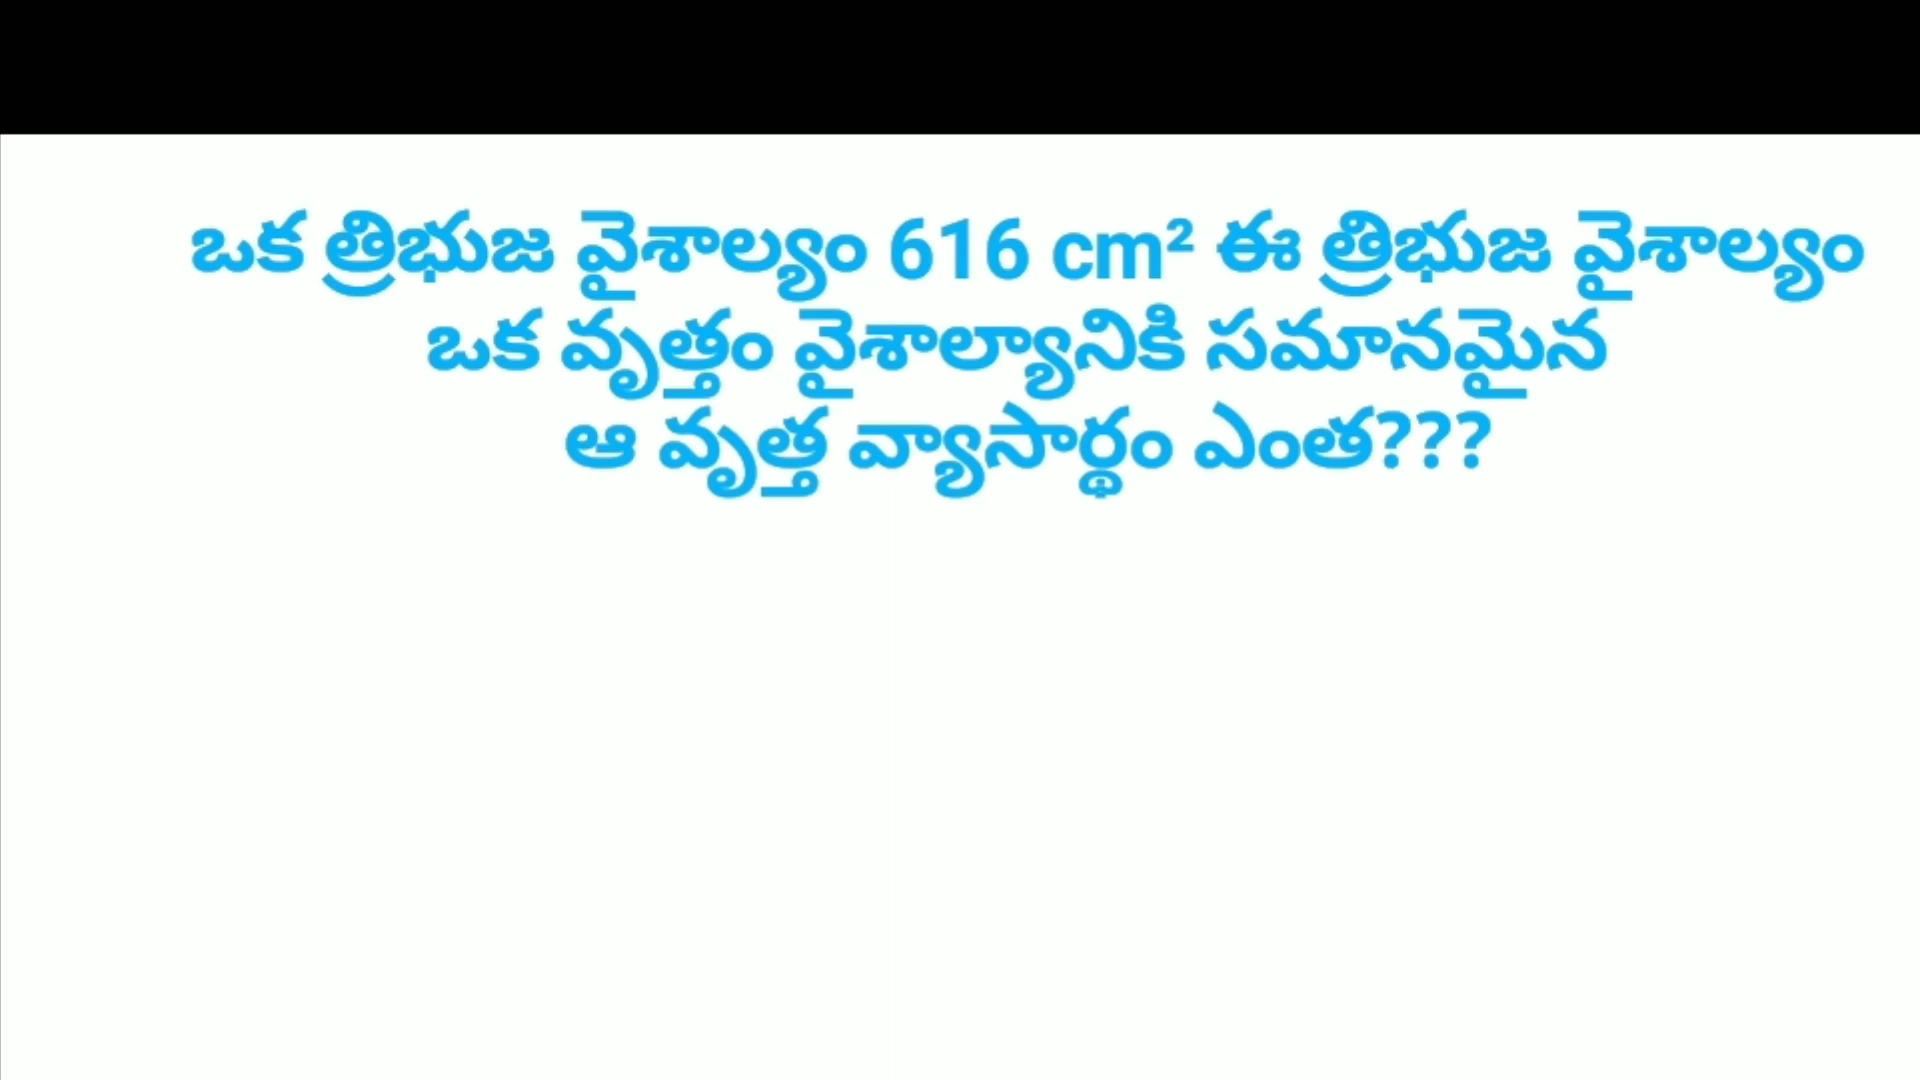 ఒక త్రిభుజ వైశాల్యం 616 cm² ఈ త్రిభుజ వైశాల్యం
ఒక వృత్తం వైశాల్యానికి సమానమైన
ఆ వృత్త వ్యాసార్థం ఎంత???